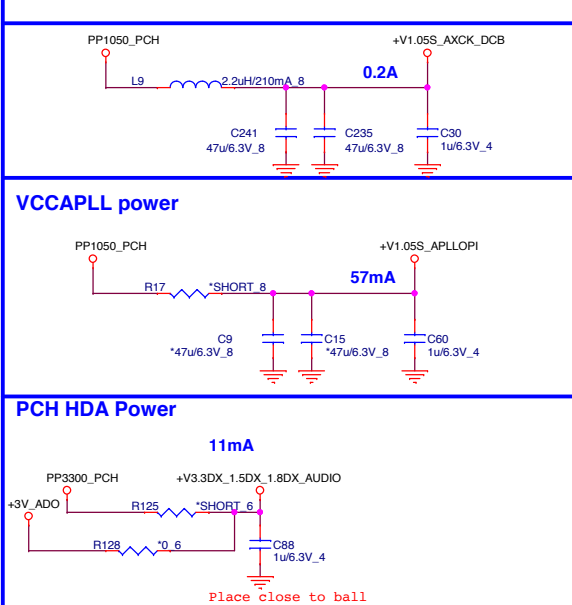 PP1050_PCH +V1.05S_AXCK_DCB
L9 2.2uH/210mA_8 0.2A
C241 C235 C30
47u/6.3V_8 47u/6.3V_8 1u/6.3V_4
VCCAPLL power
PP1050_PCH +V1.05S_APLLOPI
R17 *SHORT_8 57mA
C9 C15 C60
*47u/6.3V_8 *47u/6.3V_8 1u/6.3V_4
PCH HDA Power
11mA
PP3300_PCH +V3.3DX_1.5DX_1.8DX_AUDIO
+3V_ADO R125 *SHORT_6
R128 *0_6 C88
1u/6.3V_4
Place close to ball